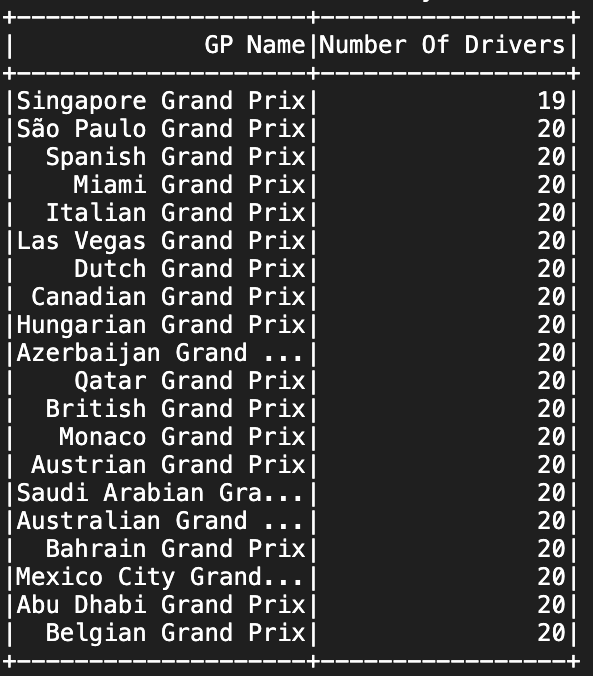 +--------------------+-----------------+
|             GP Name|Number Of Drivers|
+--------------------+-----------------+
|Singapore Grand Prix|               19|
|São Paulo Grand Prix|               20|
|  Spanish Grand Prix|               20|
|    Miami Grand Prix|               20|
|  Italian Grand Prix|               20|
|Las Vegas Grand Prix|               20|
|    Dutch Grand Prix|               20|
| Canadian Grand Prix|               20|
|Hungarian Grand Prix|               20|
|Azerbaijan Grand ...|               20|
|    Qatar Grand Prix|               20|
|  British Grand Prix|               20|
|   Monaco Grand Prix|               20|
| Austrian Grand Prix|               20|
|Saudi Arabian Gra...|               20|
|Australian Grand ...|               20|
|  Bahrain Grand Prix|               20|
|Mexico City Grand...|               20|
|Abu Dhabi Grand Prix|               20|
|  Belgian Grand Prix|               20|
+--------------------+-----------------+